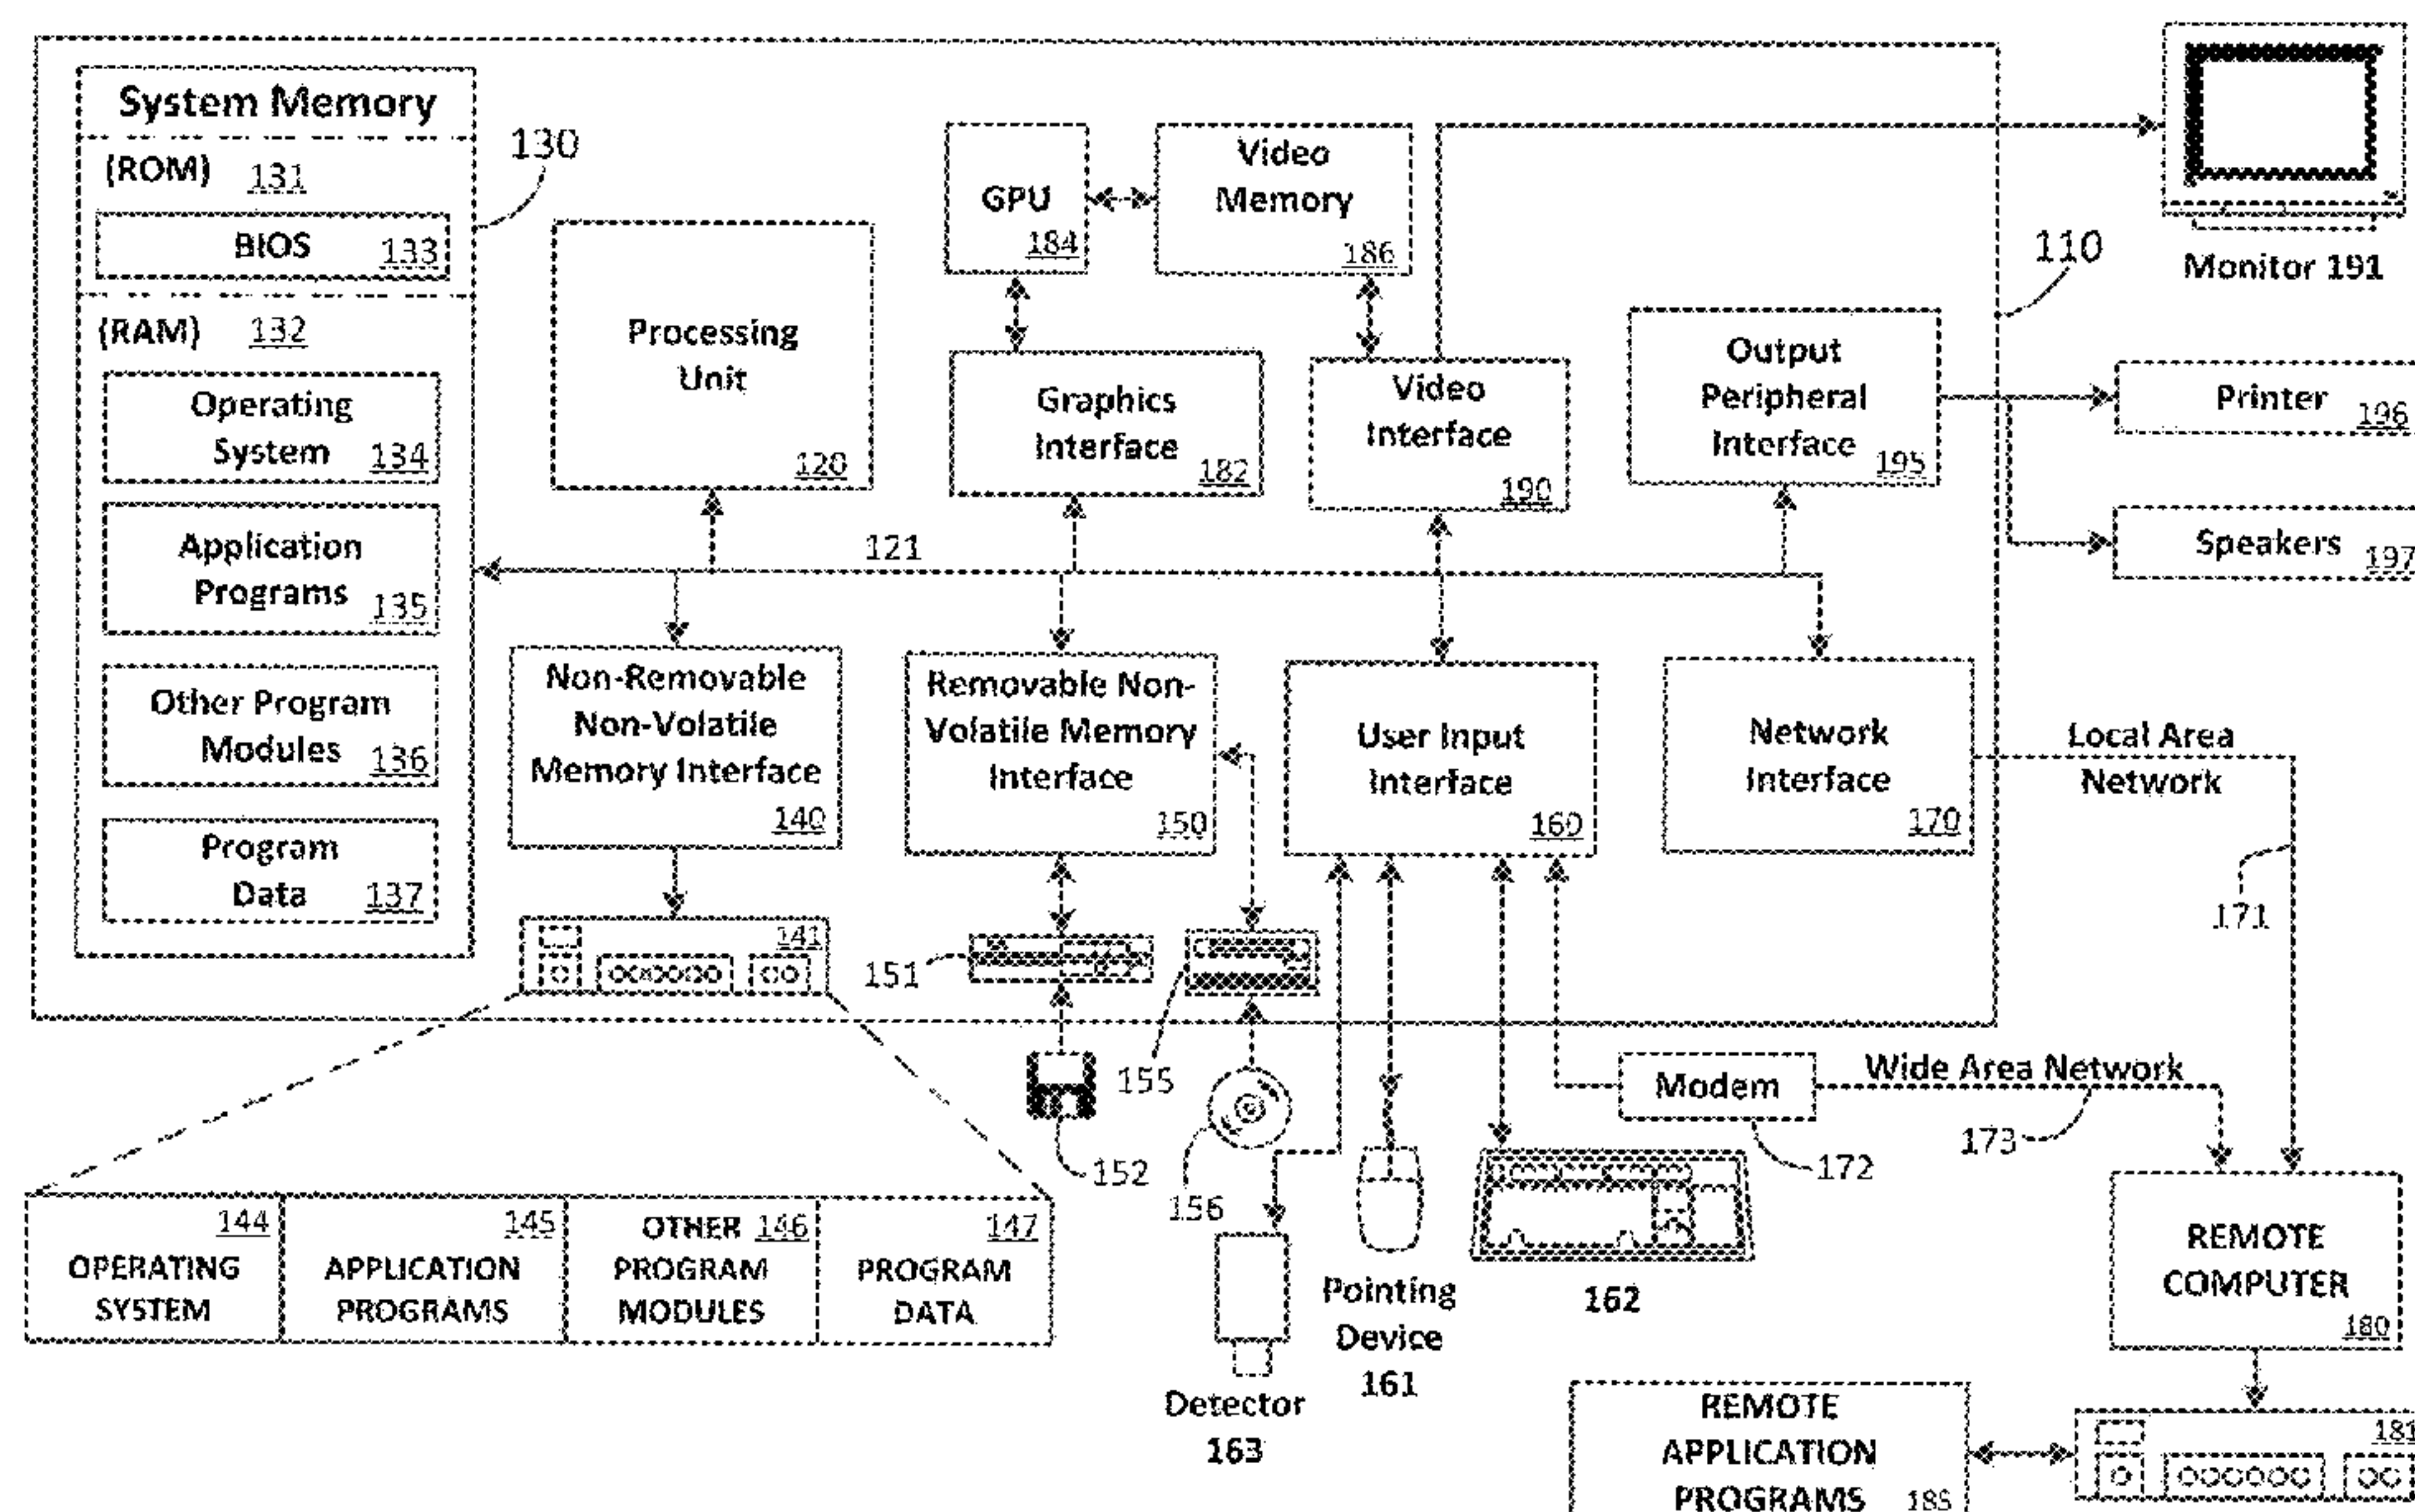 System Memory
(ROM) 131
BIOS 133
(RAM) 132
Operating
System 134
Application
Programs 135
Other Program
Modules 136
Program
Data 137
130
Processing
Unit
120
GPU
184
Video
Memory
186
Graphics
Interface
182
Video
Interface
190
Output
Peripheral
Interface
195
110
Monitor 191
Printer
196
Speakers
197
121
Non-Removable
Non-Volatile
Memory Interface
140
Removable Non-
Volatile Memory
Interface
150
User Input
Interface
160
Network
Interface
170
Local Area
Network
171
141
151
155
152
156
Modem
172
Wide Area Network
173
144
OPERATING
SYSTEM
145
APPLICATION
PROGRAMS
OTHER 146
PROGRAM
MODULES
147
PROGRAM
DATA
Detector
163
Pointing
Device
161
162
REMOTE
COMPUTER
180
REMOTE
APPLICATION
PROGRAMS 185
181